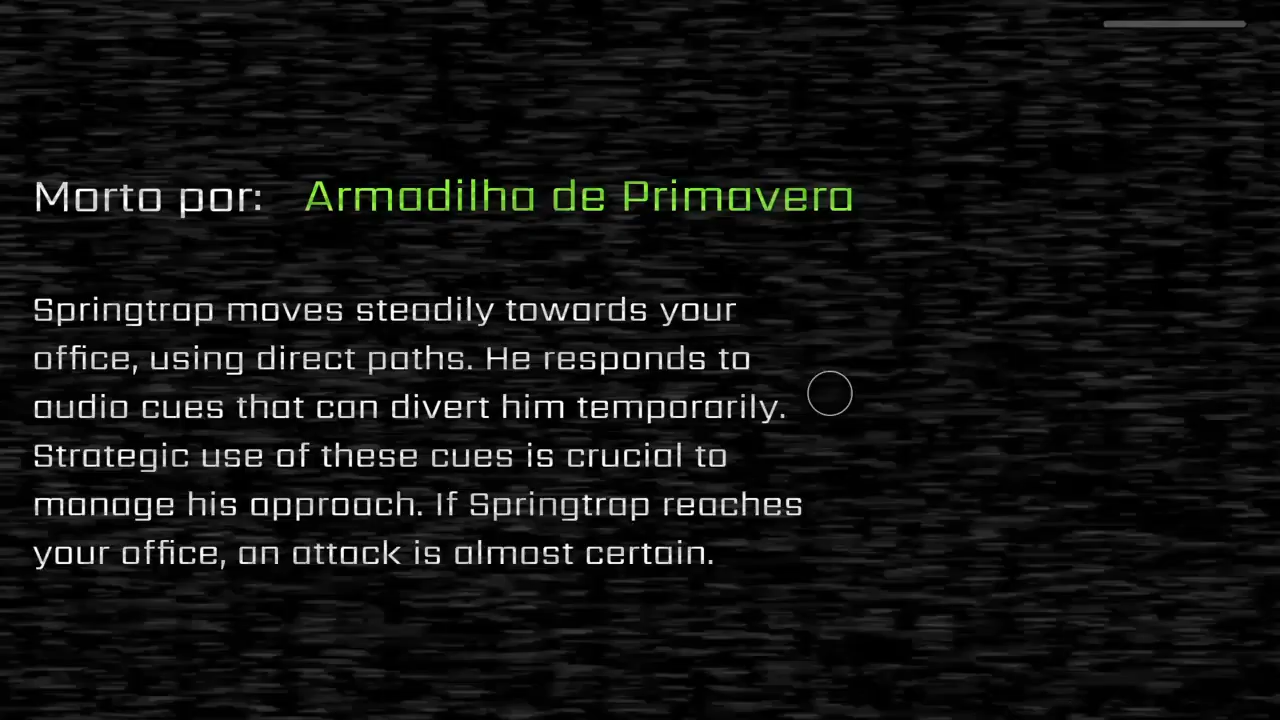 Morto por: Armadilha de Primavera
Springtrap moves steadily towards your
office, using direct paths. He responds to
audio cues that can divert him temporarily.
Strategic use of these cues is crucial to
manage his approach. If Springtrap reaches
your office, an attack is almost certain.